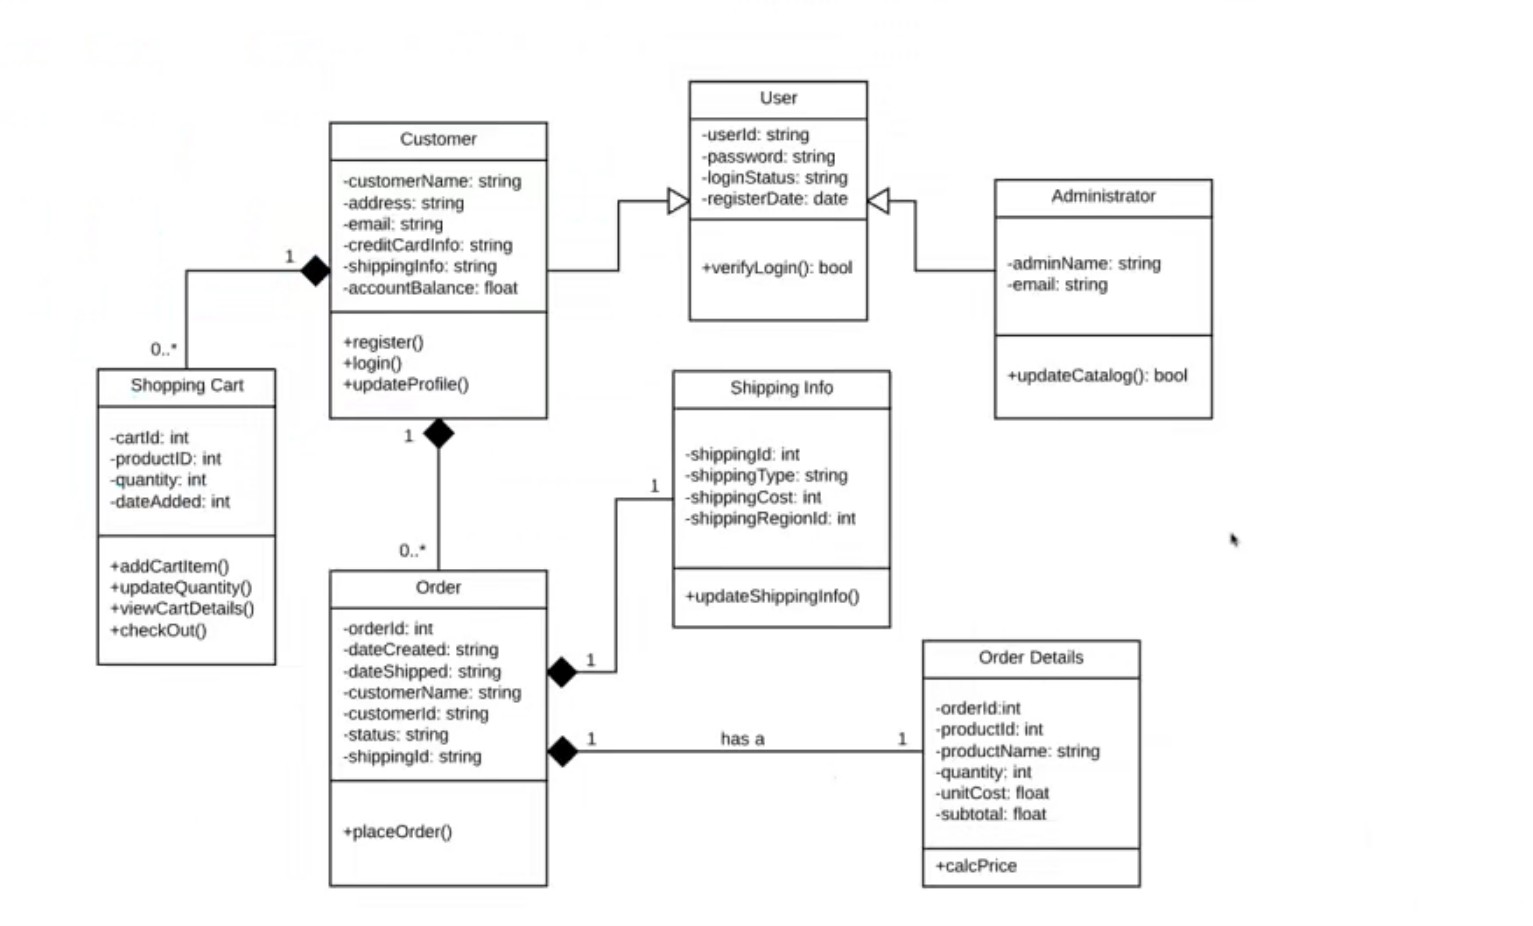 User
-userId: string
-password: string
-loginStatus: string
-registerDate: date
+verifyLogin(): bool
Customer
-customerName: string
-address: string
-email: string
-creditCardInfo: string
-shippingInfo: string
-accountBalance: float
+register()
+login()
+updateProfile()
Administrator
-adminName: string
-email: string
+updateCatalog(): bool
1
0..*
Shopping Cart
-cartId: int
-productID: int
-quantity: int
-dateAdded: int
+addCartItem()
+updateQuantity()
+viewCartDetails()
+checkOut()
1
0..*
Shipping Info
-shippingId: int
-shippingType: string
-shippingCost: int
-shippingRegionId: int
+updateShippingInfo()
1
Order
-orderId: int
-dateCreated: string
-dateShipped: string
-customerName: string
-customerId: string
-status: string
-shippingId: string
+placeOrder()
1
1 has a 1
Order Details
-orderId:int
-productId: int
-productName: string
-quantity: int
-unitCost: float
-subtotal: float
+calcPrice